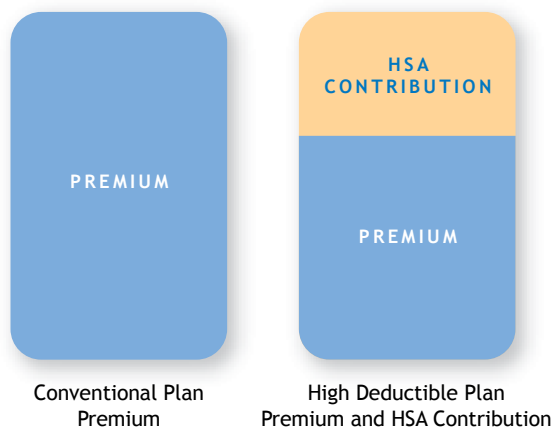 HSA
CONTRIBUTION
PREMIUM
PREMIUM
Conventional Plan
Premium
High Deductible Plan
Premium and HSA Contribution